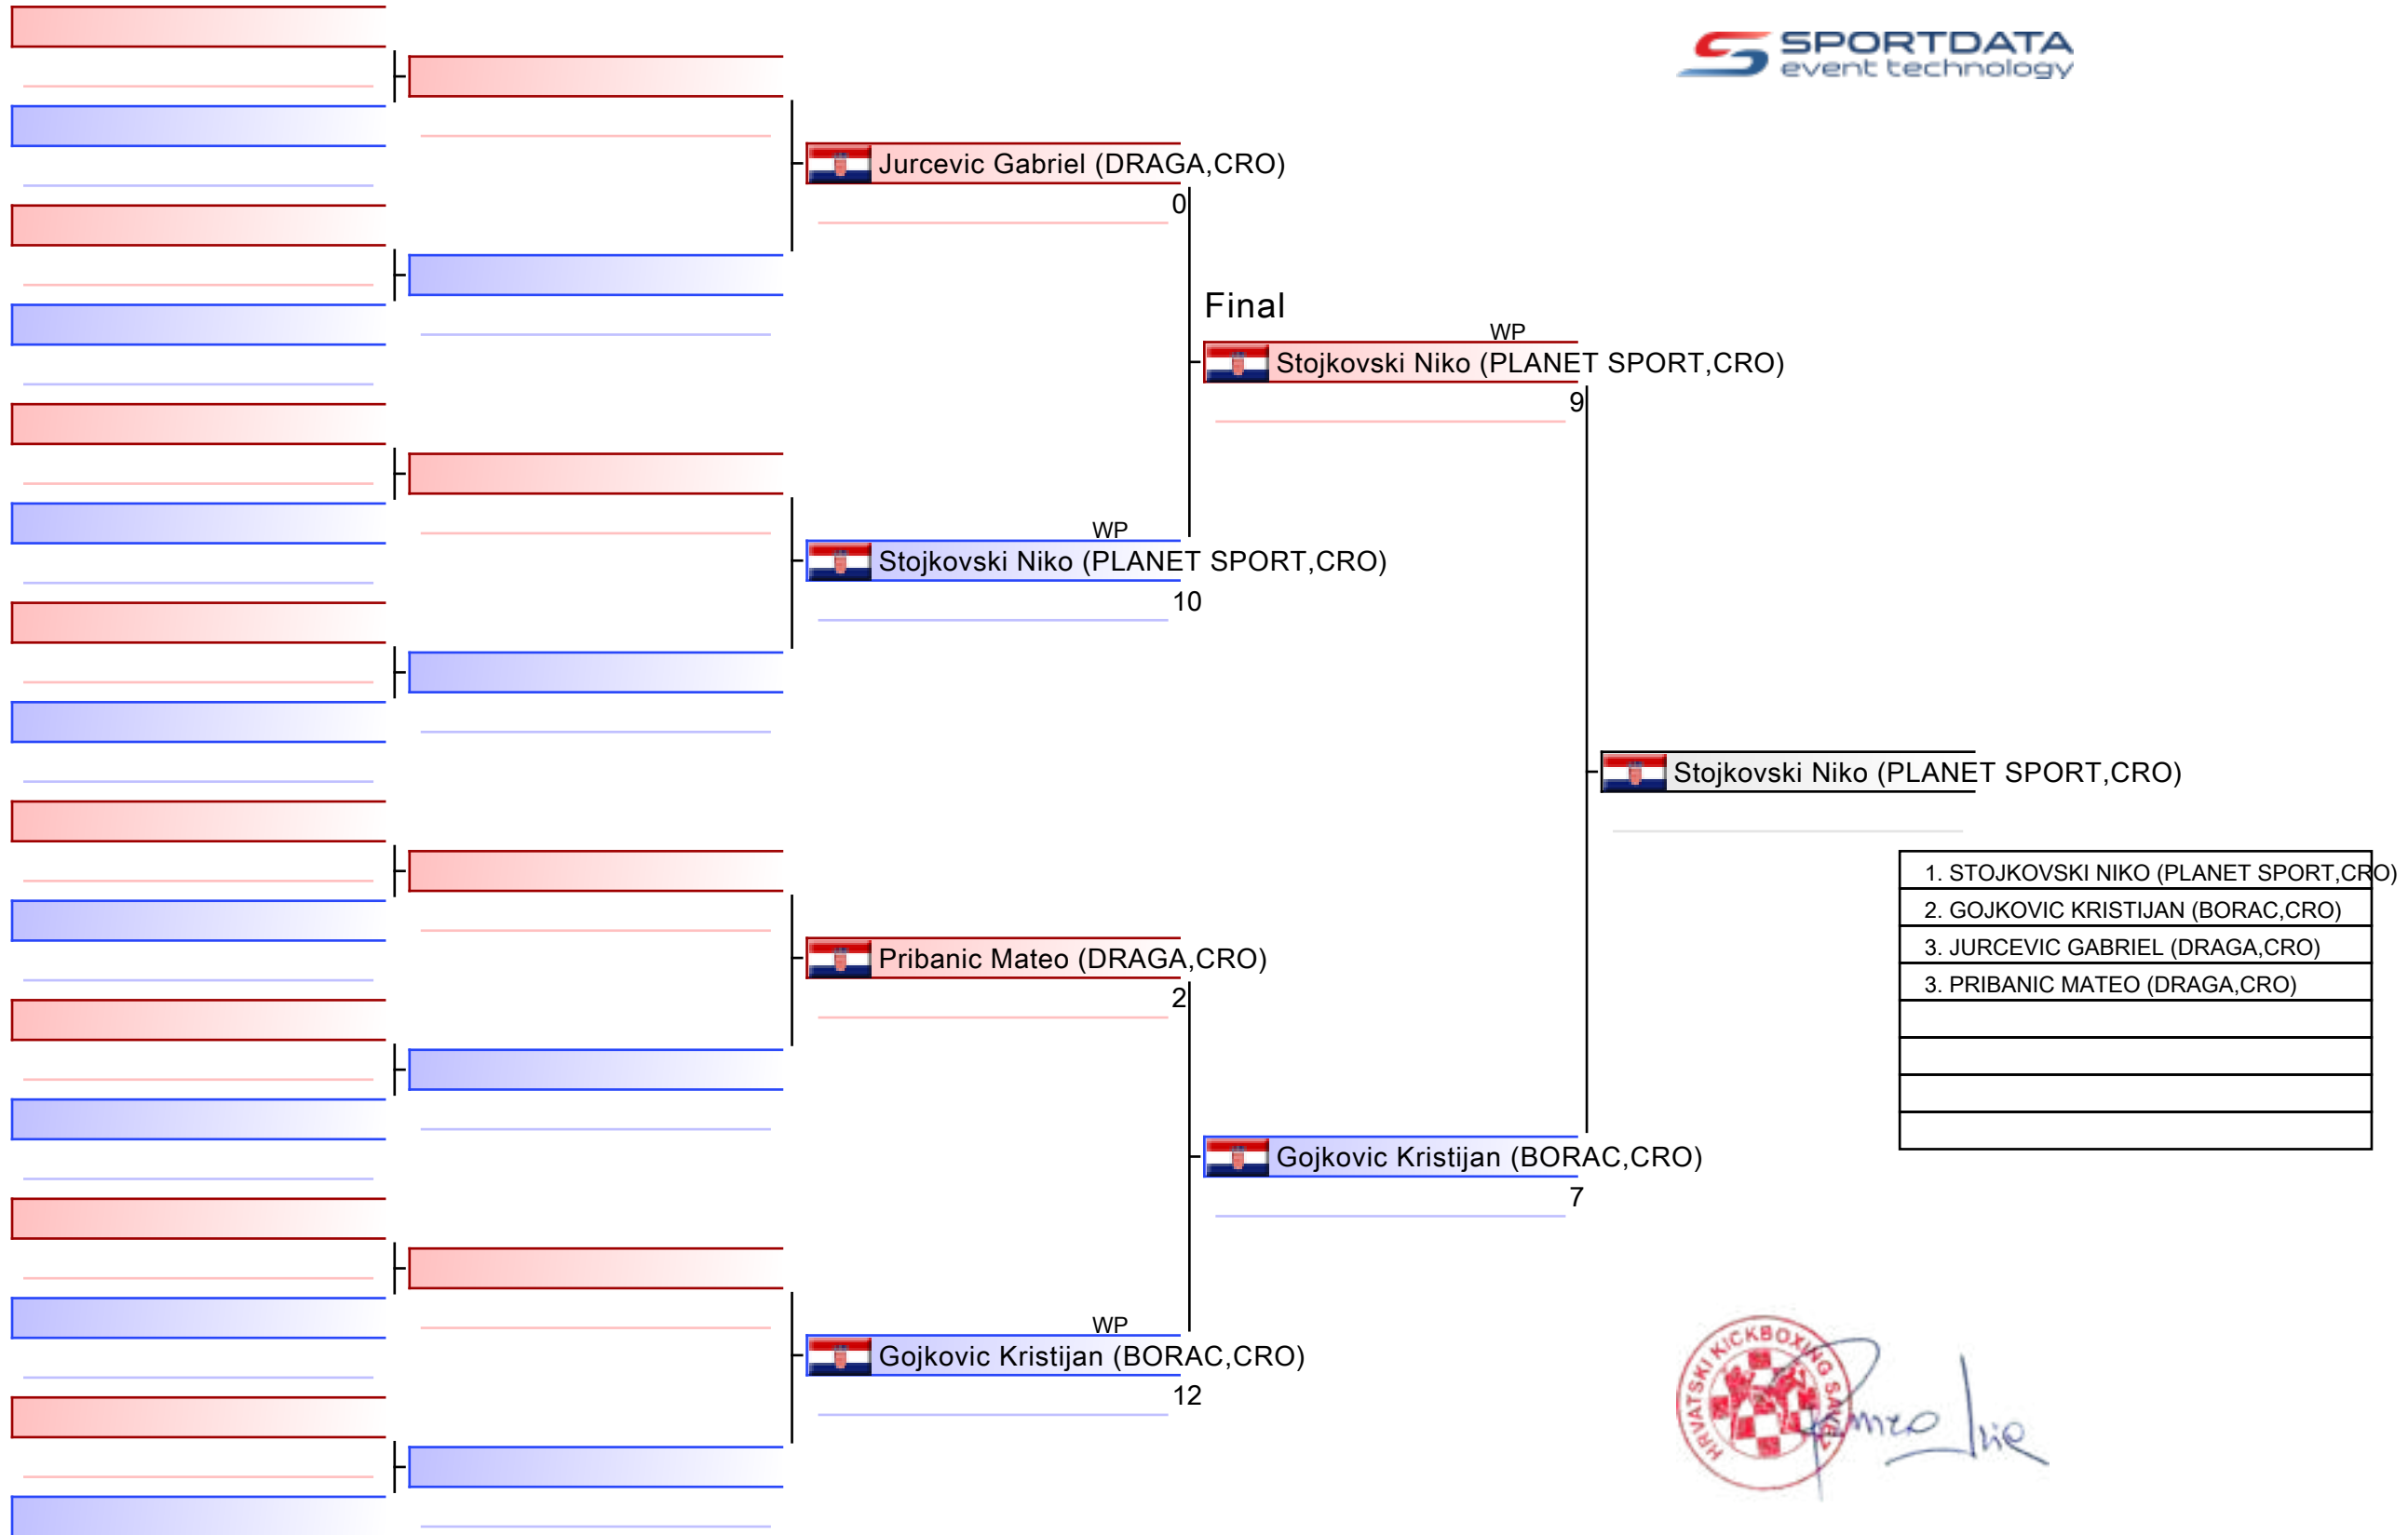 SPORTDATA
event technology
Jurcevic Gabriel (DRAGA,CRO)
0
Final
WP
Stojkovski Niko (PLANET SPORT,CRO)
9
WP
Stojkovski Niko (PLANET SPORT,CRO)
10
Stojkovski Niko (PLANET SPORT,CRO)
1. STOJKOVSKI NIKO (PLANET SPORT,CRO)
2. GOJKOVIC KRISTIJAN (BORAC,CRO)
3. JURCEVIC GABRIEL (DRAGA,CRO)
3. PRIBANIC MATEO (DRAGA,CRO)
Pribanic Mateo (DRAGA,CRO)
2
Gojkovic Kristijan (BORAC,CRO)
7
WP
Gojkovic Kristijan (BORAC,CRO)
12
HRVATSKI KICKBOXING SAVEZ